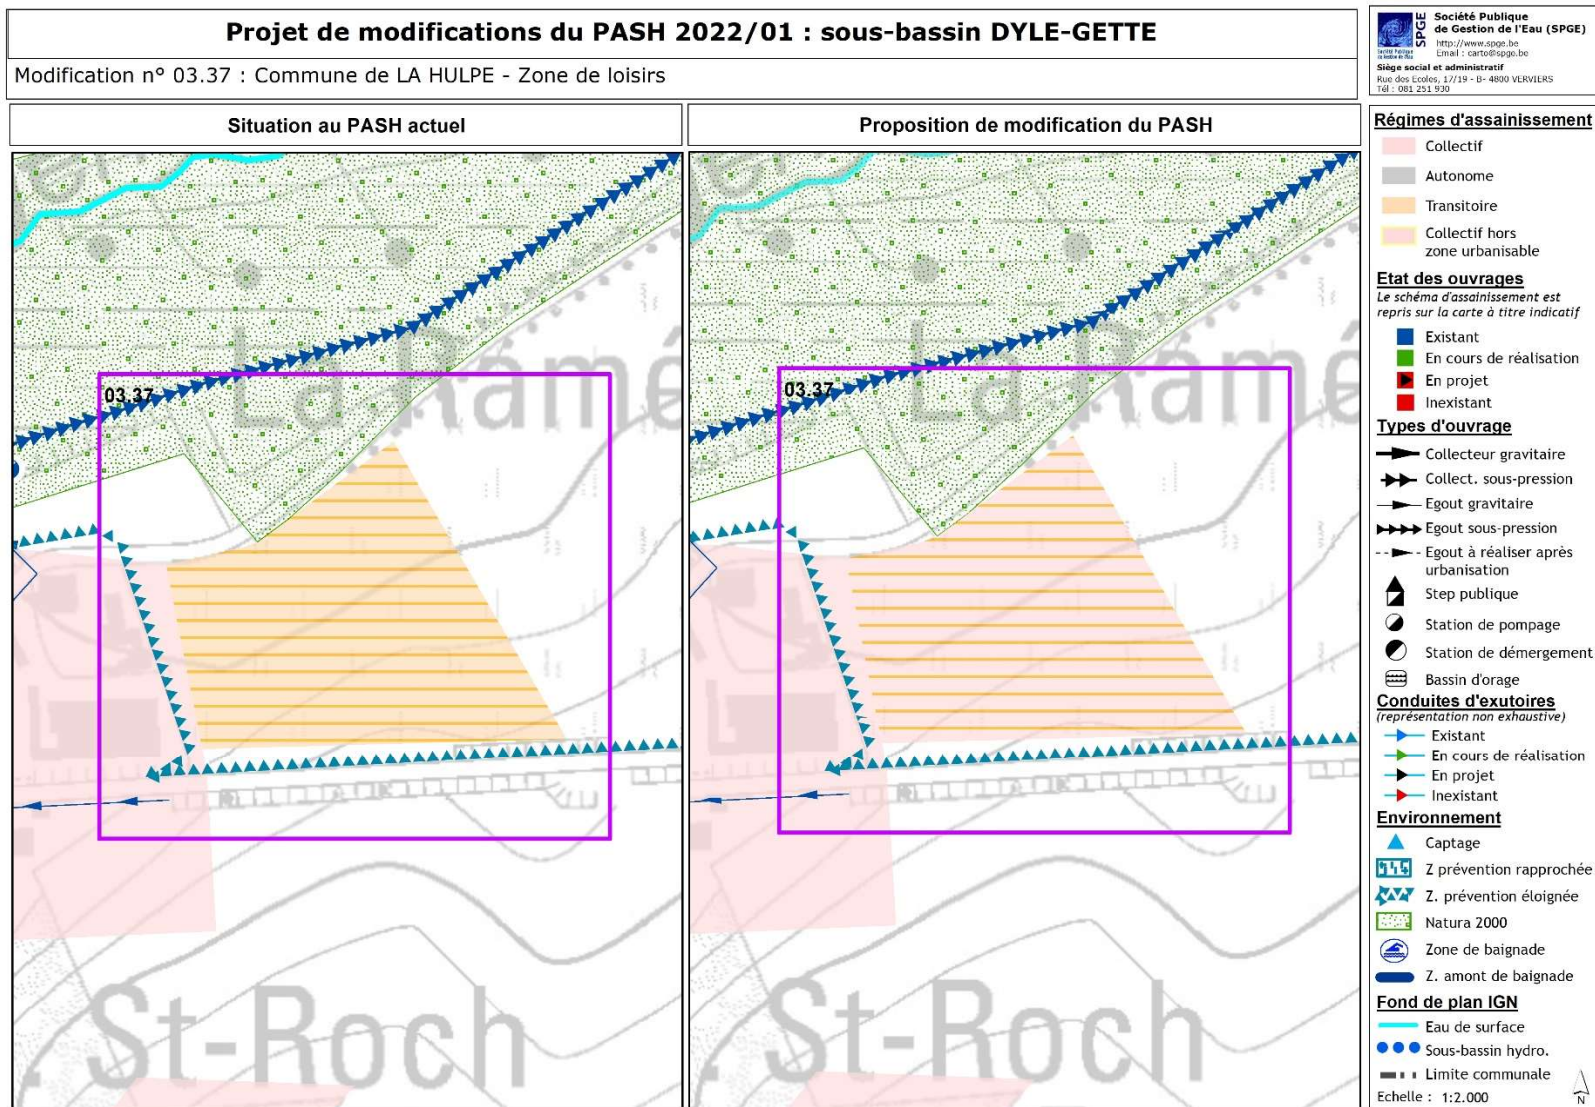 Projet de modifications du PASH 2022/01 : sous-bassin DYLE-GETTE
Modification n° 03.37 : Commune de LA HULPE - Zone de loisirs
SPGE
Société Publique
de Gestion de l'Eau (SPGE)
http://www.spge.be
Email : carto@spge.be
Siège social et administratif
Rue des Ecoles, 17/19 - B- 4800 VERVIERS
Tél : 081 251 930
Situation au PASH actuel
03.37
La Ramé
St-Roch
Proposition de modification du PASH
03.37
La Ramé
St-Roch
Régimes d'assainissement
Collectif
Autonome
Transitoire
Collectif hors
zone urbanisable
Etat des ouvrages
Le schéma d'assainissement est
repris sur la carte à titre indicatif
Existant
En cours de réalisation
En projet
Inexistant
Types d'ouvrage
Collecteur gravitaire
Collect. sous-pression
Egout gravitaire
Egout sous-pression
Egout à réaliser après
urbanisation
Step publique
Station de pompage
Station de démergement
Bassin d'orage
Conduites d'exutoires
(représentation non exhaustive)
Existant
En cours de réalisation
En projet
Inexistant
Environnement
Captage
Z prévention rapprochée
Z. prévention éloignée
Natura 2000
Zone de baignade
Z. amont de baignade
Fond de plan IGN
Eau de surface
Sous-bassin hydro.
Limite communale
Echelle : 1:2.000
N